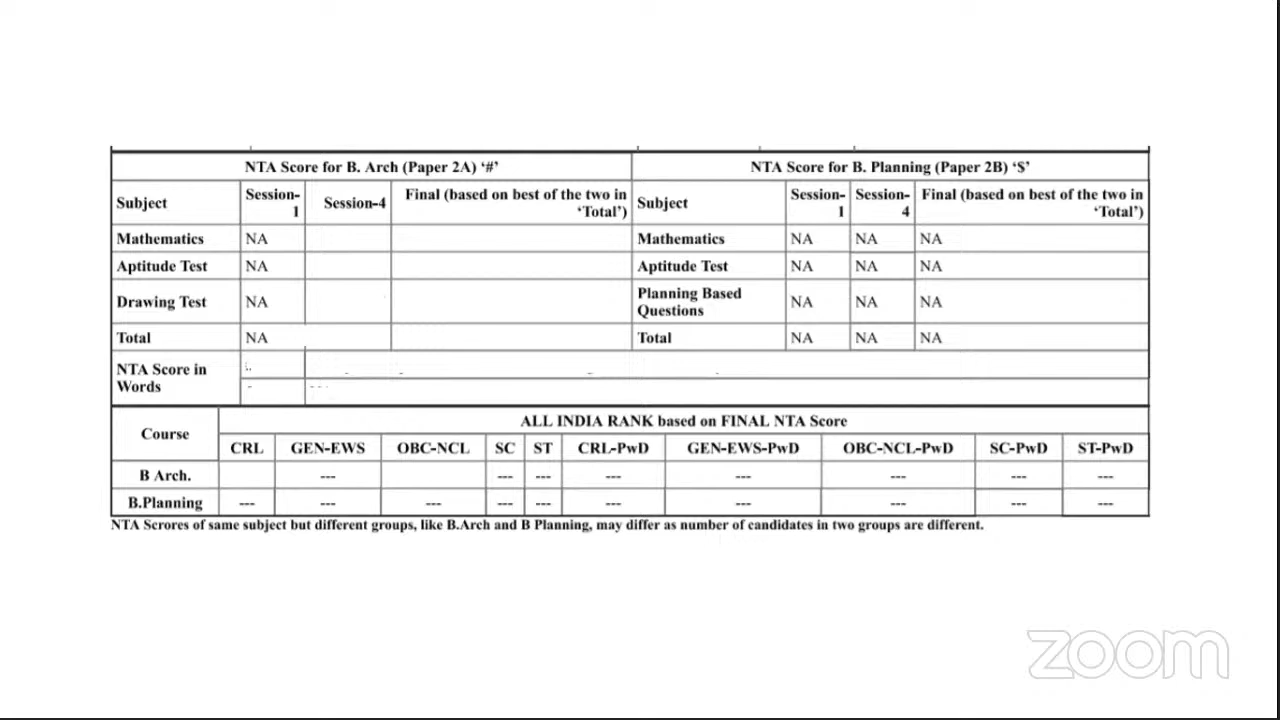 NTA Score for B. Arch (Paper 2A) ‘#’ NTA Score for B. Planning (Paper 2B) ‘$’
Subject Session-1 Session-4 Final (based on best of the two in ‘Total’) Subject Session-1 Session-4 Final (based on best of the two in ‘Total’)
Mathematics NA Mathematics NA NA NA
Aptitude Test NA Aptitude Test NA NA NA
Drawing Test NA Planning Based Questions NA NA NA
Total NA Total NA NA NA
NTA Score in
Words
Course ALL INDIA RANK based on FINAL NTA Score
CRL GEN-EWS OBC-NCL SC ST CRL-PwD GEN-EWS-PwD OBC-NCL-PwD SC-PwD ST-PwD
B Arch. --- --- --- --- --- --- --- ---
B.Planning --- --- --- --- --- --- --- --- --- ---
NTA Scrores of same subject but different groups, like B.Arch and B Planning, may differ as number of candidates in two groups are different.
zoom